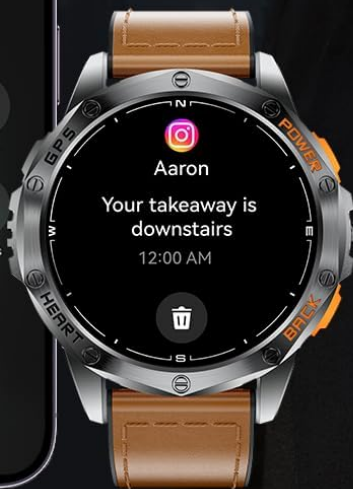 N
GPS
POWER
Aaron
Your takeaway is
downstairs
12:00 AM
W
E
HEART
BACK
S